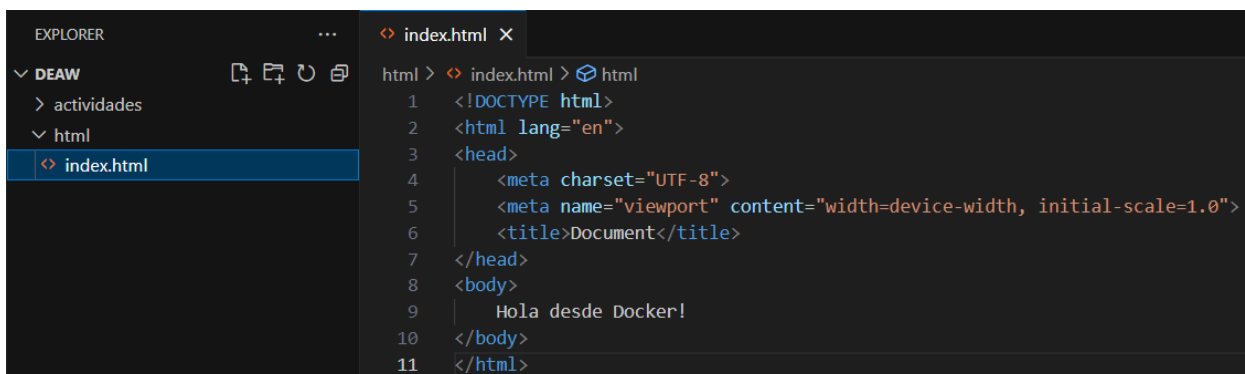 EXPLORER ...
DEAW
actividades
html
<> index.html
<> index.html ×
html > <> index.html > html
1 <!DOCTYPE html>
2 <html lang="en">
3 <head>
4     <meta charset="UTF-8">
5     <meta name="viewport" content="width=device-width, initial-scale=1.0">
6     <title>Document</title>
7 </head>
8 <body>
9     Hola desde Docker!
10 </body>
11 </html>